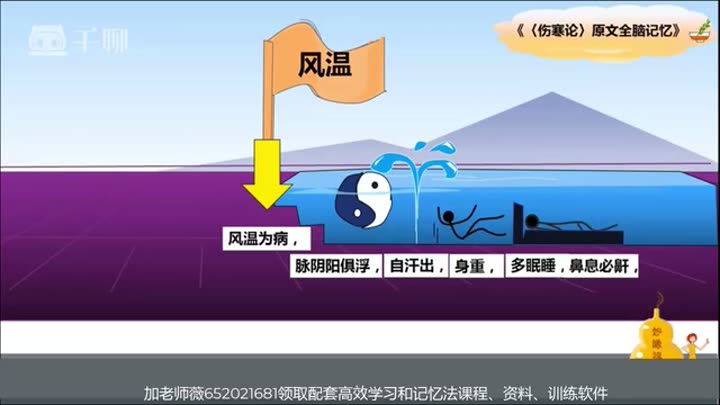 千聊
《〈伤寒论〉原文全脑记忆》
风温
风温为病，
脉阴阳俱浮，
自汗出，
身重，
多眠睡，鼻息必鼾，
加老师薇652021681领取配套高效学习和记忆法课程、资料、训练软件